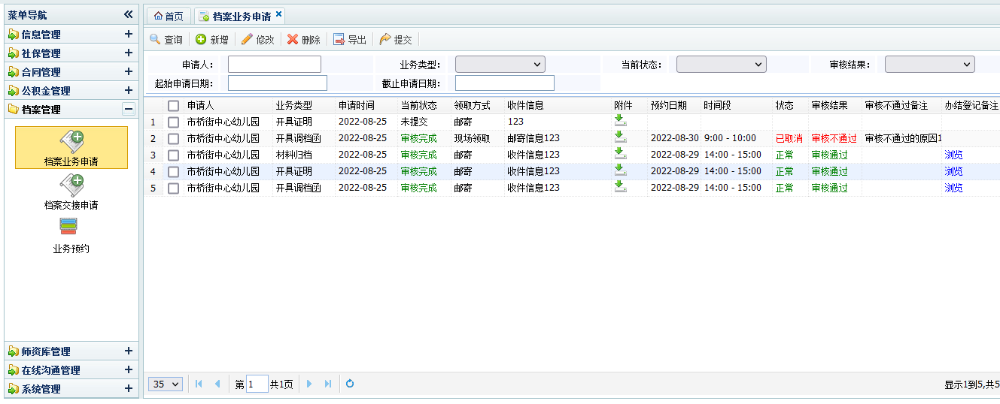 菜单导航
信息管理
社保管理
合同管理
公积金管理
档案管理
档案业务申请
档案交接申请
业务预约
师资库管理
在线沟通管理
系统管理
首页 档案业务申请
查询 新增 修改 删除 导出 提交
申请人： 业务类型： 当前状态： 审核结果：
起始申请日期： 截止申请日期：
申请人 业务类型 申请时间 当前状态 领取方式 收件信息 附件 预约日期 时间段 状态 审核结果 审核不通过备注 办结登记备注
1 市桥街中心幼儿园 开具证明 2022-08-25 未提交 邮寄 123
2 市桥街中心幼儿园 开具调档函 2022-08-25 审核完成 现场领取 邮寄信息123 2022-08-30 9:00 - 10:00 已取消 审核不通过 审核不通过的原因1
3 市桥街中心幼儿园 材料归档 2022-08-25 审核完成 邮寄 收件信息123 2022-08-29 14:00 - 15:00 正常 审核通过 浏览
4 市桥街中心幼儿园 开具证明 2022-08-25 审核完成 邮寄 收件信息123 2022-08-29 14:00 - 15:00 正常 审核通过 浏览
5 市桥街中心幼儿园 开具调档函 2022-08-25 审核完成 邮寄 收件信息123 2022-08-29 14:00 - 15:00 正常 审核通过 浏览
35 第 1 共1页 显示1到5,共5